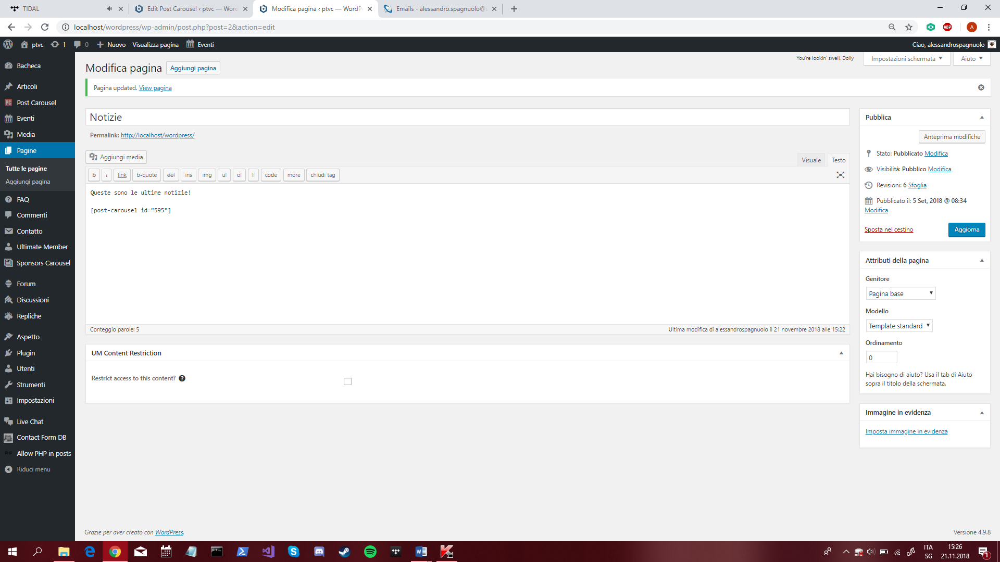 TIDAL
Edit Post Carousel ‹ ptvc — Word
Modifica pagina ‹ ptvc — WordPr
Emails - alessandro.spagnuolo@
localhost/wordpress/wp-admin/post.php?post=2&action=edit
ABP
A
ptvc
1
0
Nuovo
Visualizza pagina
Eventi
Ciao, alessandrospagnuolo
Bacheca
Articoli
PC
Post Carousel
Eventi
Media
Pagine
Tutte le pagine
Aggiungi pagina
FAQ
Commenti
Contatto
Ultimate Member
Sponsors Carousel
Forum
Discussioni
Repliche
Aspetto
Plugin
Utenti
Strumenti
Impostazioni
Live Chat
Contact Form DB
PHP
Allow PHP in posts
Riduci menu
You're lookin' swell, Dolly
Impostazioni schermata
Aiuto
Modifica pagina
Aggiungi pagina
Pagina updated. View pagina
Notizie
Permalink: http://localhost/wordpress/
Aggiungi media
Visuale
Testo
b
i
link
b-quote
del
ins
img
ul
ol
li
code
more
chiudi tag
Queste sono le ultime notizie!
[post-carousel id="595"]
Conteggio parole: 5
Ultima modifica di alessandrospagnuolo il 21 novembre 2018 alle 15:22
UM Content Restriction
Restrict access to this content?
Pubblica
Anteprima modifiche
Stato: Pubblicato Modifica
Visibilità: Pubblico Modifica
Revisioni: 6 Sfoglia
Pubblicato il: 5 Set, 2018 @ 08:34
Modifica
Sposta nel cestino
Aggiorna
Attributi della pagina
Genitore
Pagina base
Modello
Template standard
Ordinamento
0
Hai bisogno di aiuto? Usa il tab di Aiuto
sopra il titolo della schermata.
Immagine in evidenza
Imposta immagine in evidenza
Grazie per aver creato con WordPress.
Versione 4.9.8
ITA
SG
15:26
21.11.2018
1